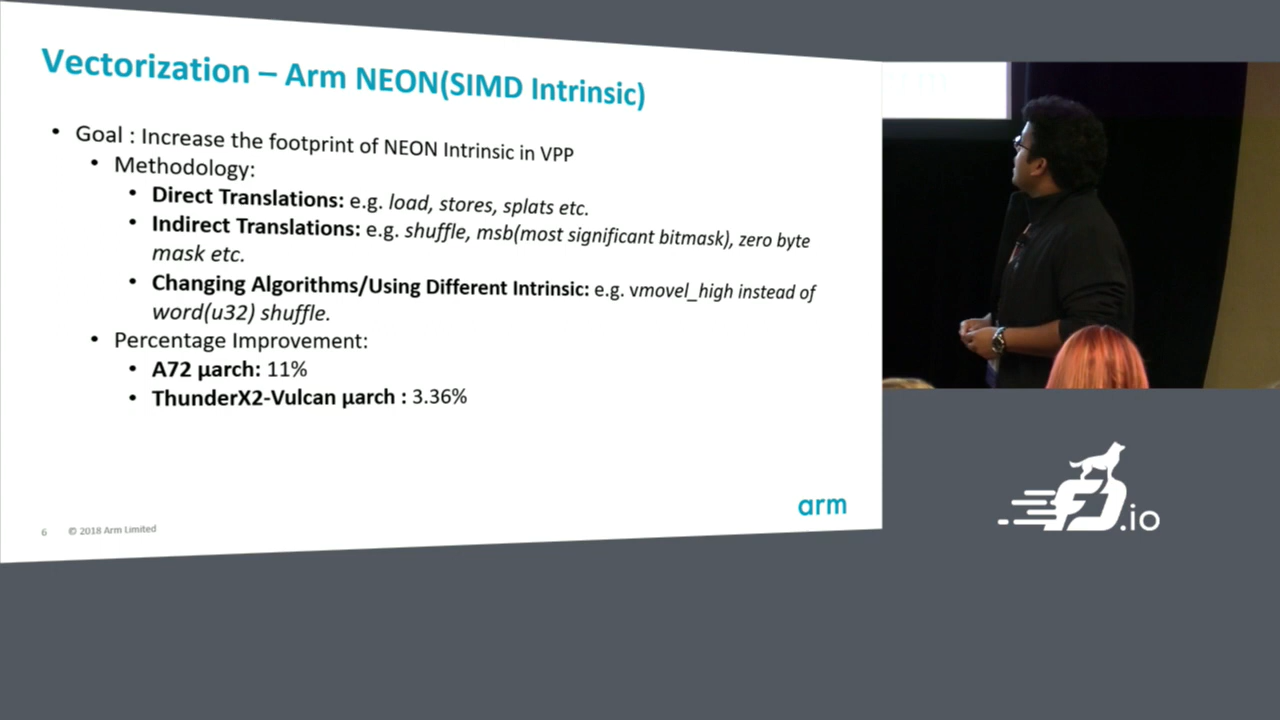 Vectorization – Arm NEON(SIMD Intrinsic)
• Goal : Increase the footprint of NEON Intrinsic in VPP
• Methodology:
• Direct Translations: e.g. load, stores, splats etc.
• Indirect Translations: e.g. shuffle, msb(most significant bitmask), zero byte
mask etc.
• Changing Algorithms/Using Different Intrinsic: e.g. vmovel_high instead of
word(u32) shuffle.
• Percentage Improvement:
• A72 μarch: 11%
• ThunderX2-Vulcan μarch : 3.36%
arm
6 © 2018 Arm Limited
FD.io